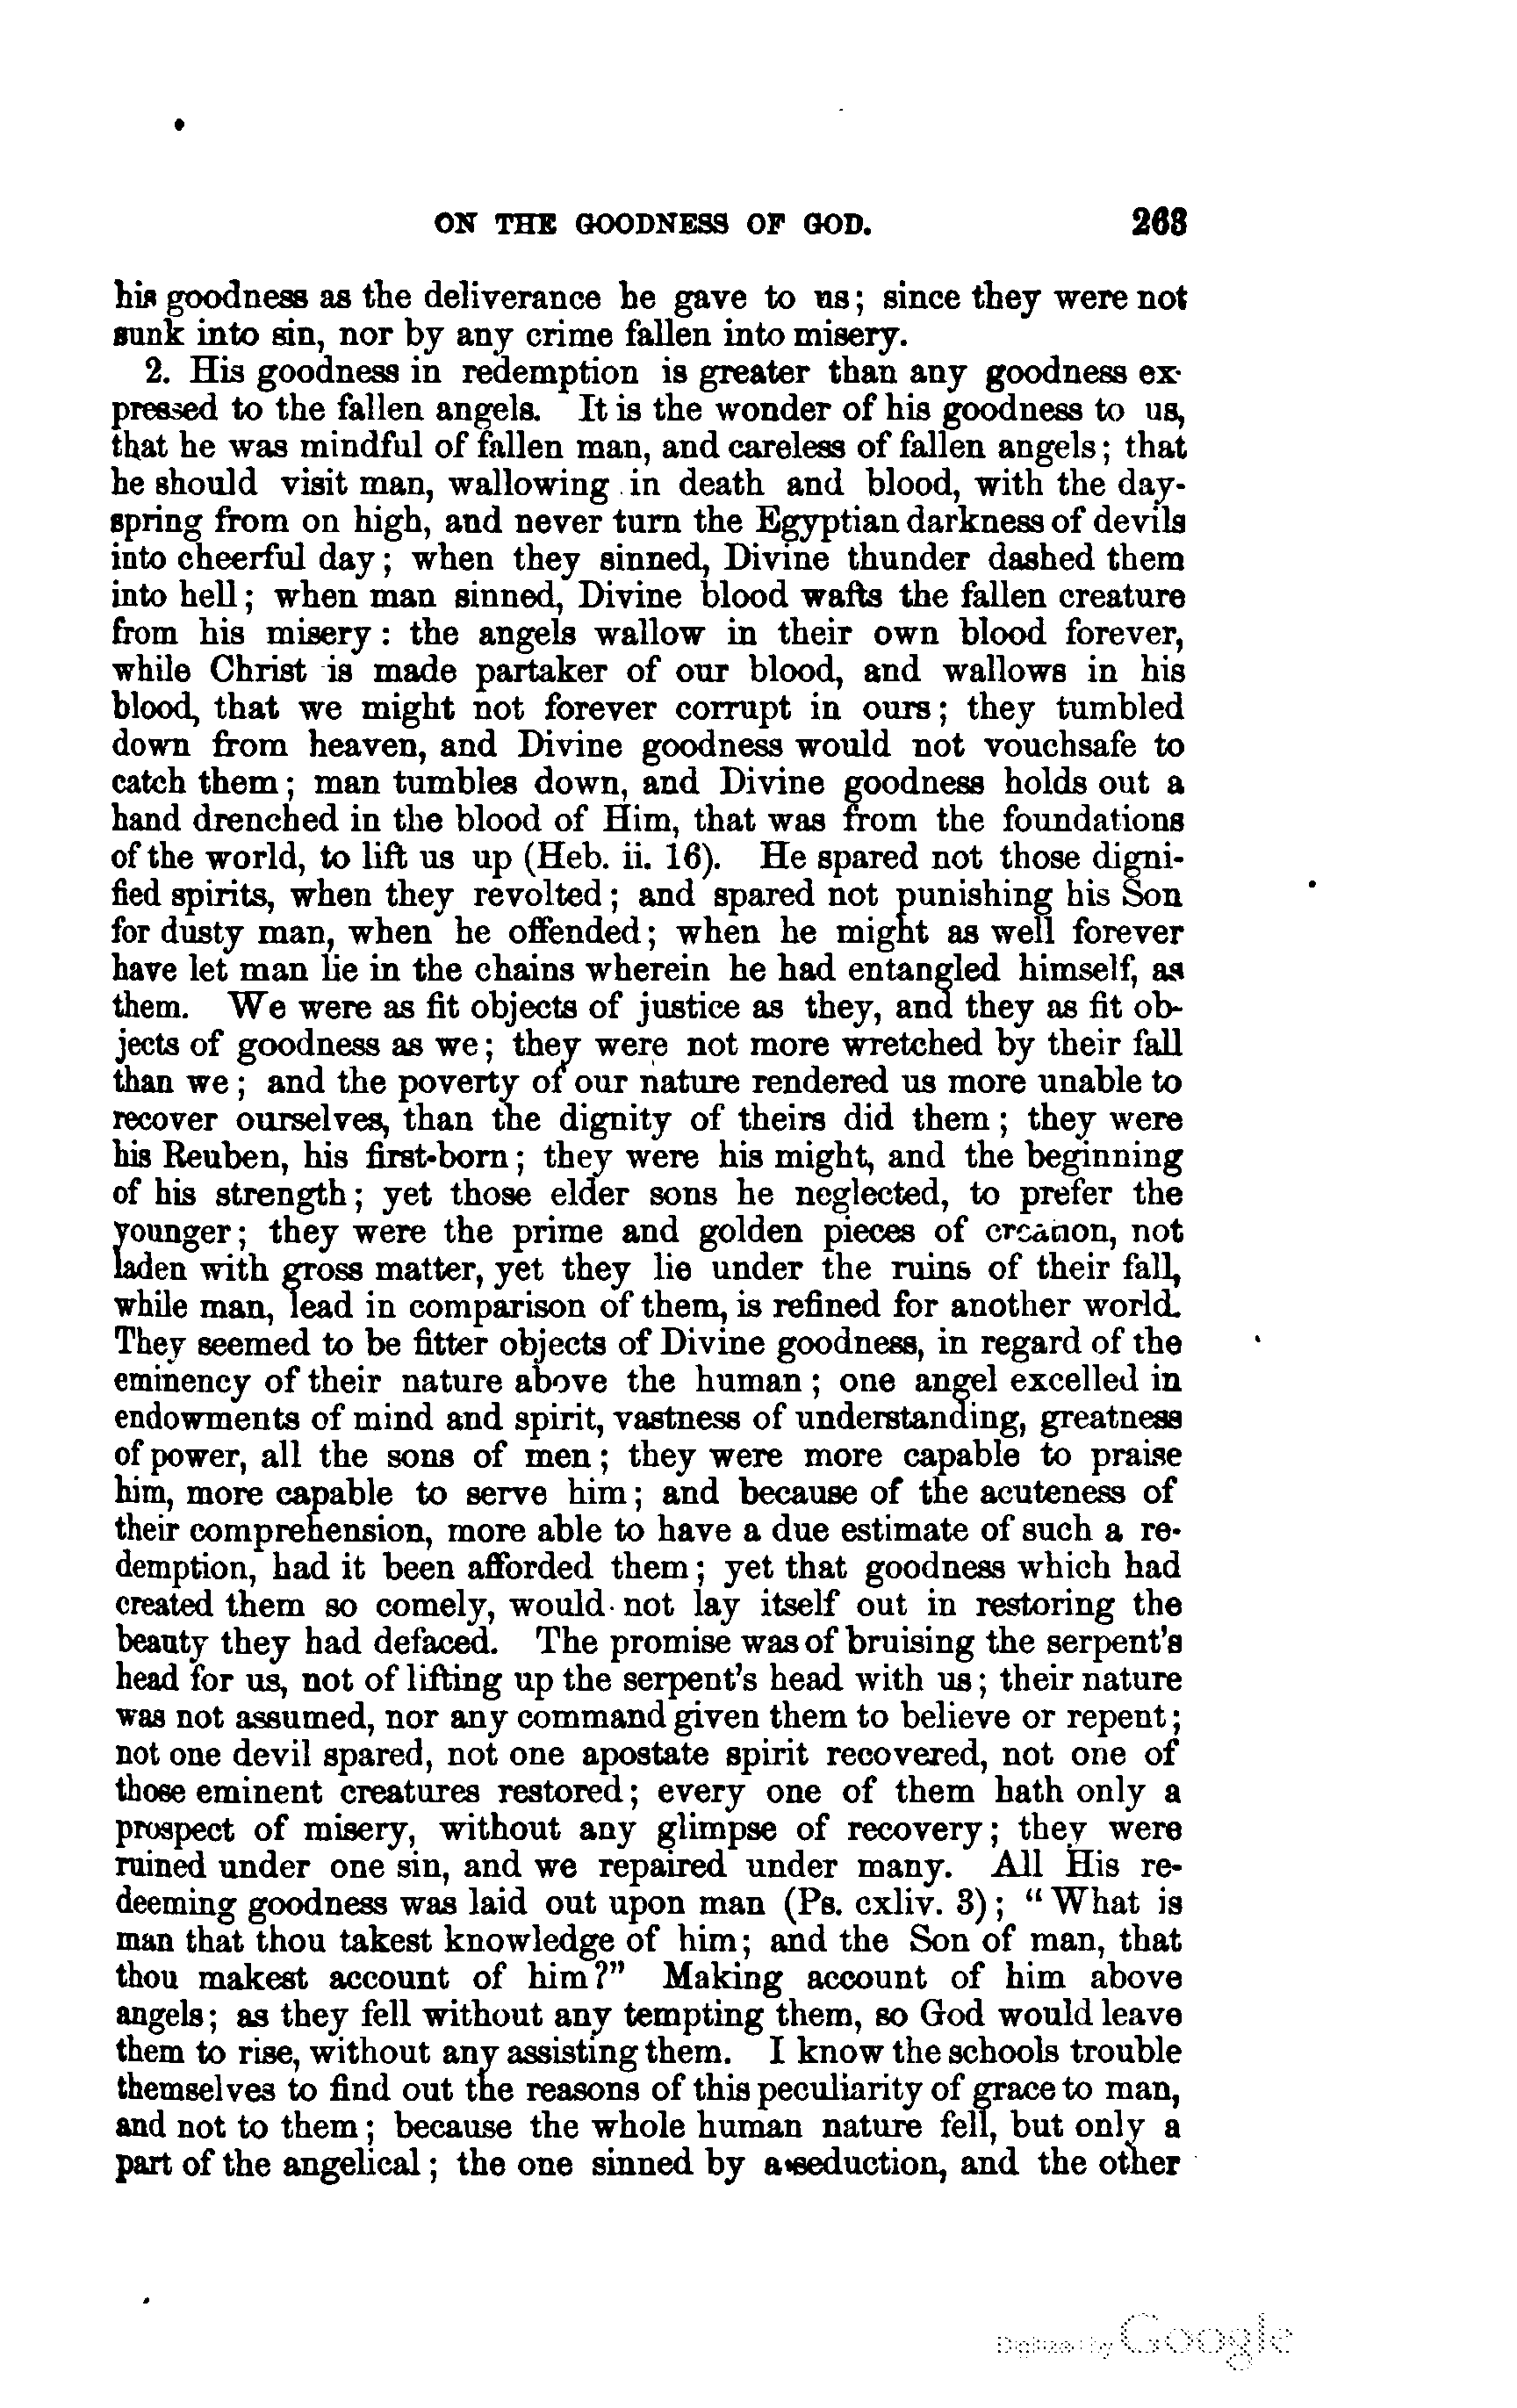 ON THE GOODNESS OF GOD. 263
his goodness as the deliverance he gave to us; since they were not
sunk into sin, nor by any crime fallen into misery.
2. His goodness in redemption is greater than any goodness ex-
pressed to the fallen angels. It is the wonder of his goodness to us,
that he was mindful of fallen man, and careless of fallen angels; that
he should visit man, wallowing in death and blood, with the day-
spring from on high, and never turn the Egyptian darkness of devils
into cheerful day; when they sinned, Divine thunder dashed them
into hell; when man sinned, Divine blood wafts the fallen creature
from his misery: the angels wallow in their own blood forever,
while Christ is made partaker of our blood, and wallows in his
blood, that we might not forever corrupt in ours; they tumbled
down from heaven, and Divine goodness would not vouchsafe to
catch them; man tumbles down, and Divine goodness holds out a
hand drenched in the blood of Him, that was from the foundations
of the world, to lift us up (Heb. ii. 16). He spared not those digni-
fied spirits, when they revolted; and spared not punishing his Son
for dusty man, when he offended; when he might as well forever
have let man lie in the chains wherein he had entangled himself, as
them. We were as fit objects of justice as they, and they as fit ob-
jects of goodness as we; they were not more wretched by their fall
than we; and the poverty of our nature rendered us more unable to
recover ourselves, than the dignity of theirs did them; they were
his Reuben, his first-born; they were his might, and the beginning
of his strength; yet those elder sons he neglected, to prefer the
younger; they were the prime and golden pieces of creation, not
laden with gross matter, yet they lie under the ruins of their fall,
while man, lead in comparison of them, is refined for another world.
They seemed to be fitter objects of Divine goodness, in regard of the
eminency of their nature above the human; one angel excelled in
endowments of mind and spirit, vastness of understanding, greatness
of power, all the sons of men; they were more capable to praise
him, more capable to serve him; and because of the acuteness of
their comprehension, more able to have a due estimate of such a re-
demption, had it been afforded them; yet that goodness which had
created them so comely, would not lay itself out in restoring the
beauty they had defaced. The promise was of bruising the serpent's
head for us, not of lifting up the serpent's head with us; their nature
was not assumed, nor any command given them to believe or repent;
not one devil spared, not one apostate spirit recovered, not one of
those eminent creatures restored; every one of them hath only a
prospect of misery, without any glimpse of recovery; they were
ruined under one sin, and we repaired under many. All His re-
deeming goodness was laid out upon man (Ps. cxliv. 3); "What is
man that thou takest knowledge of him; and the Son of man, that
thou makest account of him?" Making account of him above
angels; as they fell without any tempting them, so God would leave
them to rise, without any assisting them. I know the schools trouble
themselves to find out the reasons of this peculiarity of grace to man,
and not to them; because the whole human nature fell, but only a
part of the angelical; the one sinned by a seduction, and the other
Digitized by Google